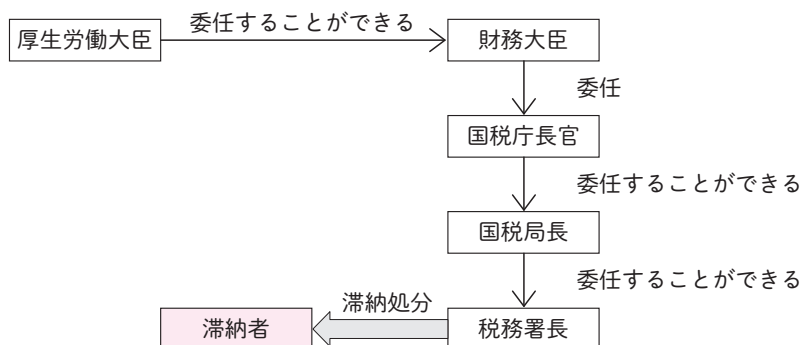 厚生労働大臣
委任することができる
財務大臣
委任
国税庁長官
委任することができる
国税局長
委任することができる
滞納者
滞納処分
税務署長